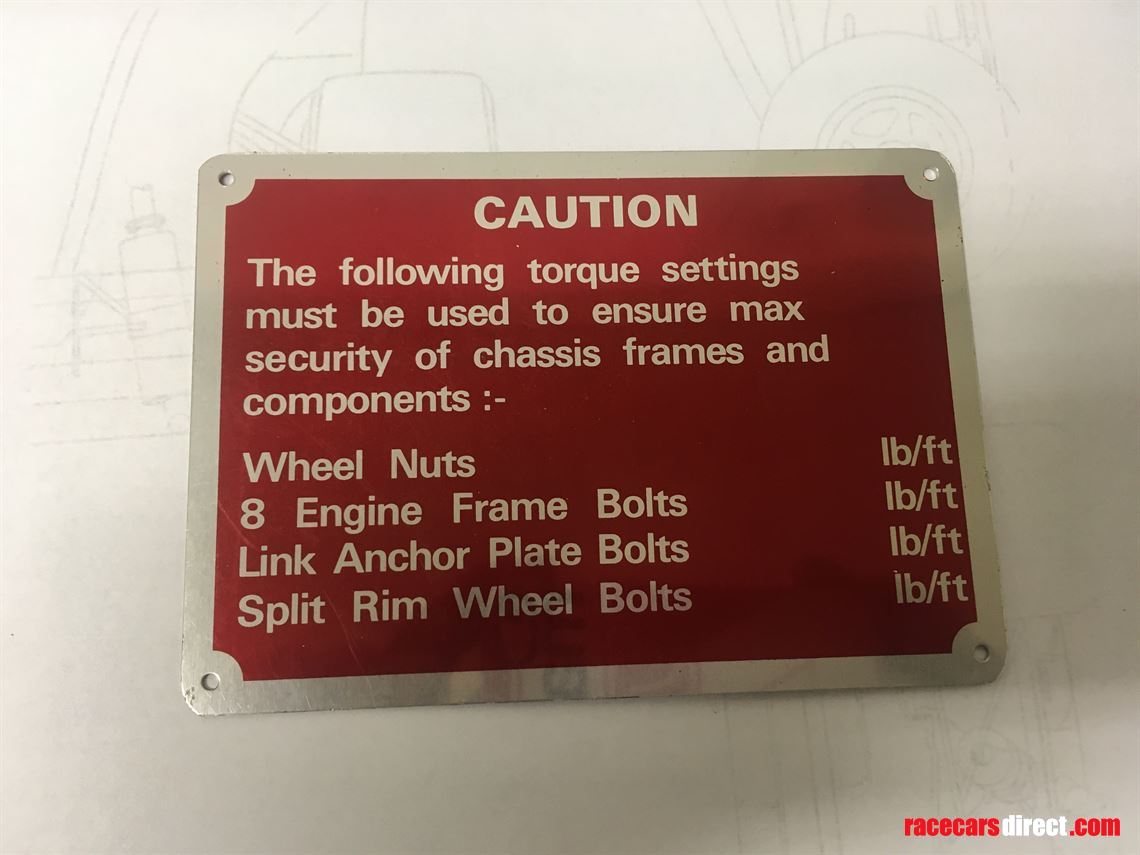 CAUTION
The following torque settings
must be used to ensure max
security of chassis frames and
components :-
Wheel Nuts lb/ft
8 Engine Frame Bolts lb/ft
Link Anchor Plate Bolts lb/ft
Split Rim Wheel Bolts lb/ft
racecarsdirect.com